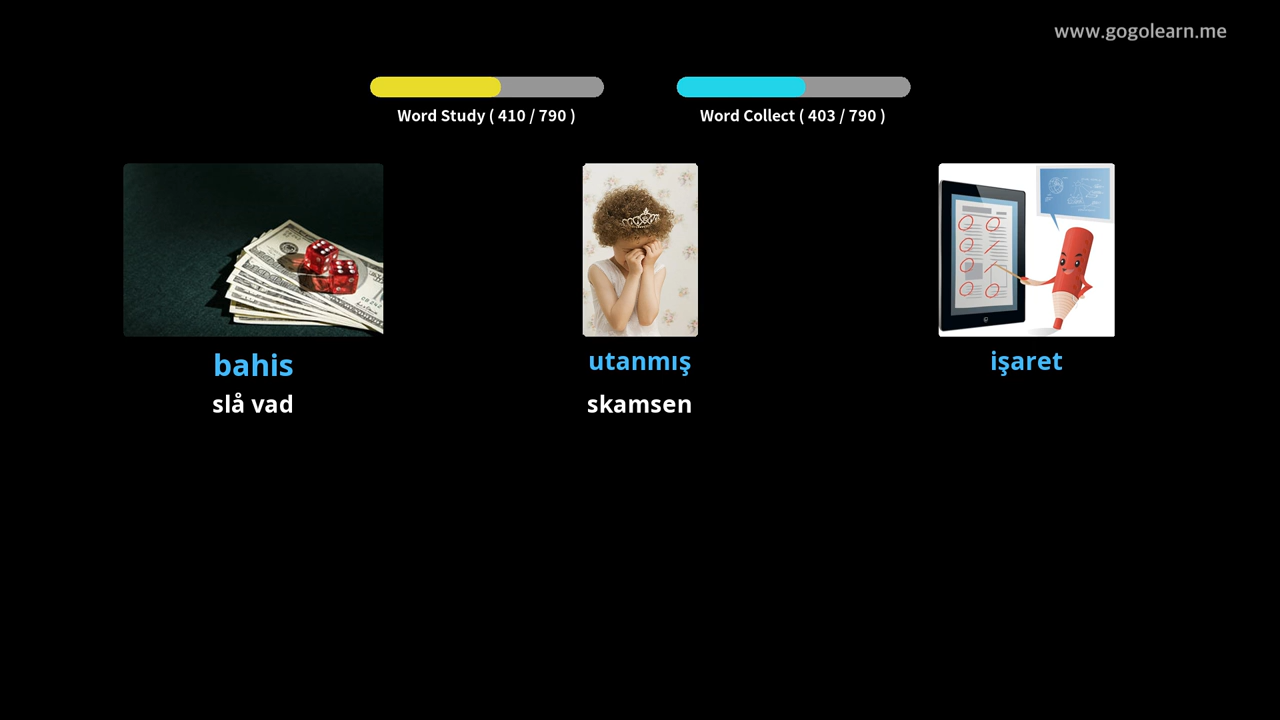 www.gogolearn.me
Word Study ( 410 / 790 )
Word Collect ( 403 / 790 )
bahis
utanmış
işaret
slå vad
skamsen